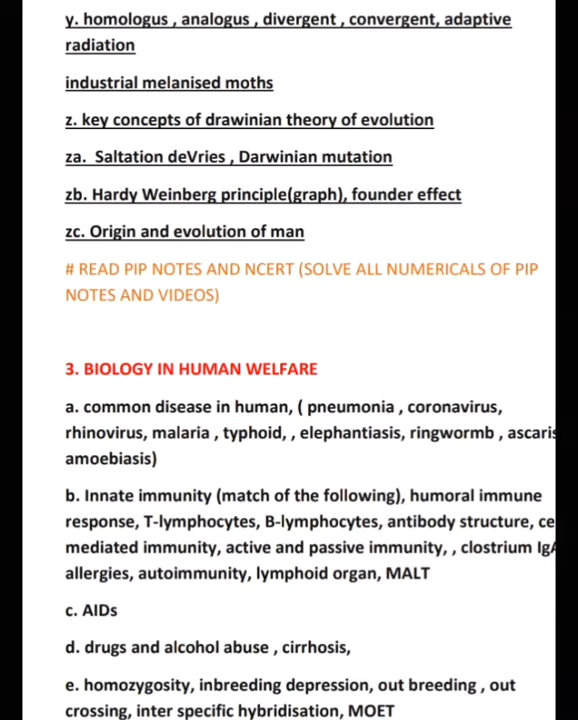 y. homologus , analogus , divergent , convergent, adaptive
radiation
industrial melanised moths
z. key concepts of drawinian theory of evolution
za. Saltation deVries , Darwinian mutation
zb. Hardy Weinberg principle(graph), founder effect
zc. Origin and evolution of man
# READ PIP NOTES AND NCERT (SOLVE ALL NUMERICALS OF PIP
NOTES AND VIDEOS)
3. BIOLOGY IN HUMAN WELFARE
a. common disease in human, ( pneumonia , coronavirus,
rhinovirus, malaria , typhoid, , elephantiasis, ringwormb , ascaris
amoebiasis)
b. Innate immunity (match of the following), humoral immune
response, T-lymphocytes, B-lymphocytes, antibody structure, ce
mediated immunity, active and passive immunity, , clostrium IgA
allergies, autoimmunity, lymphoid organ, MALT
c. AIDs
d. drugs and alcohol abuse , cirrhosis,
e. homozygosity, inbreeding depression, out breeding , out
crossing, inter specific hybridisation, MOET